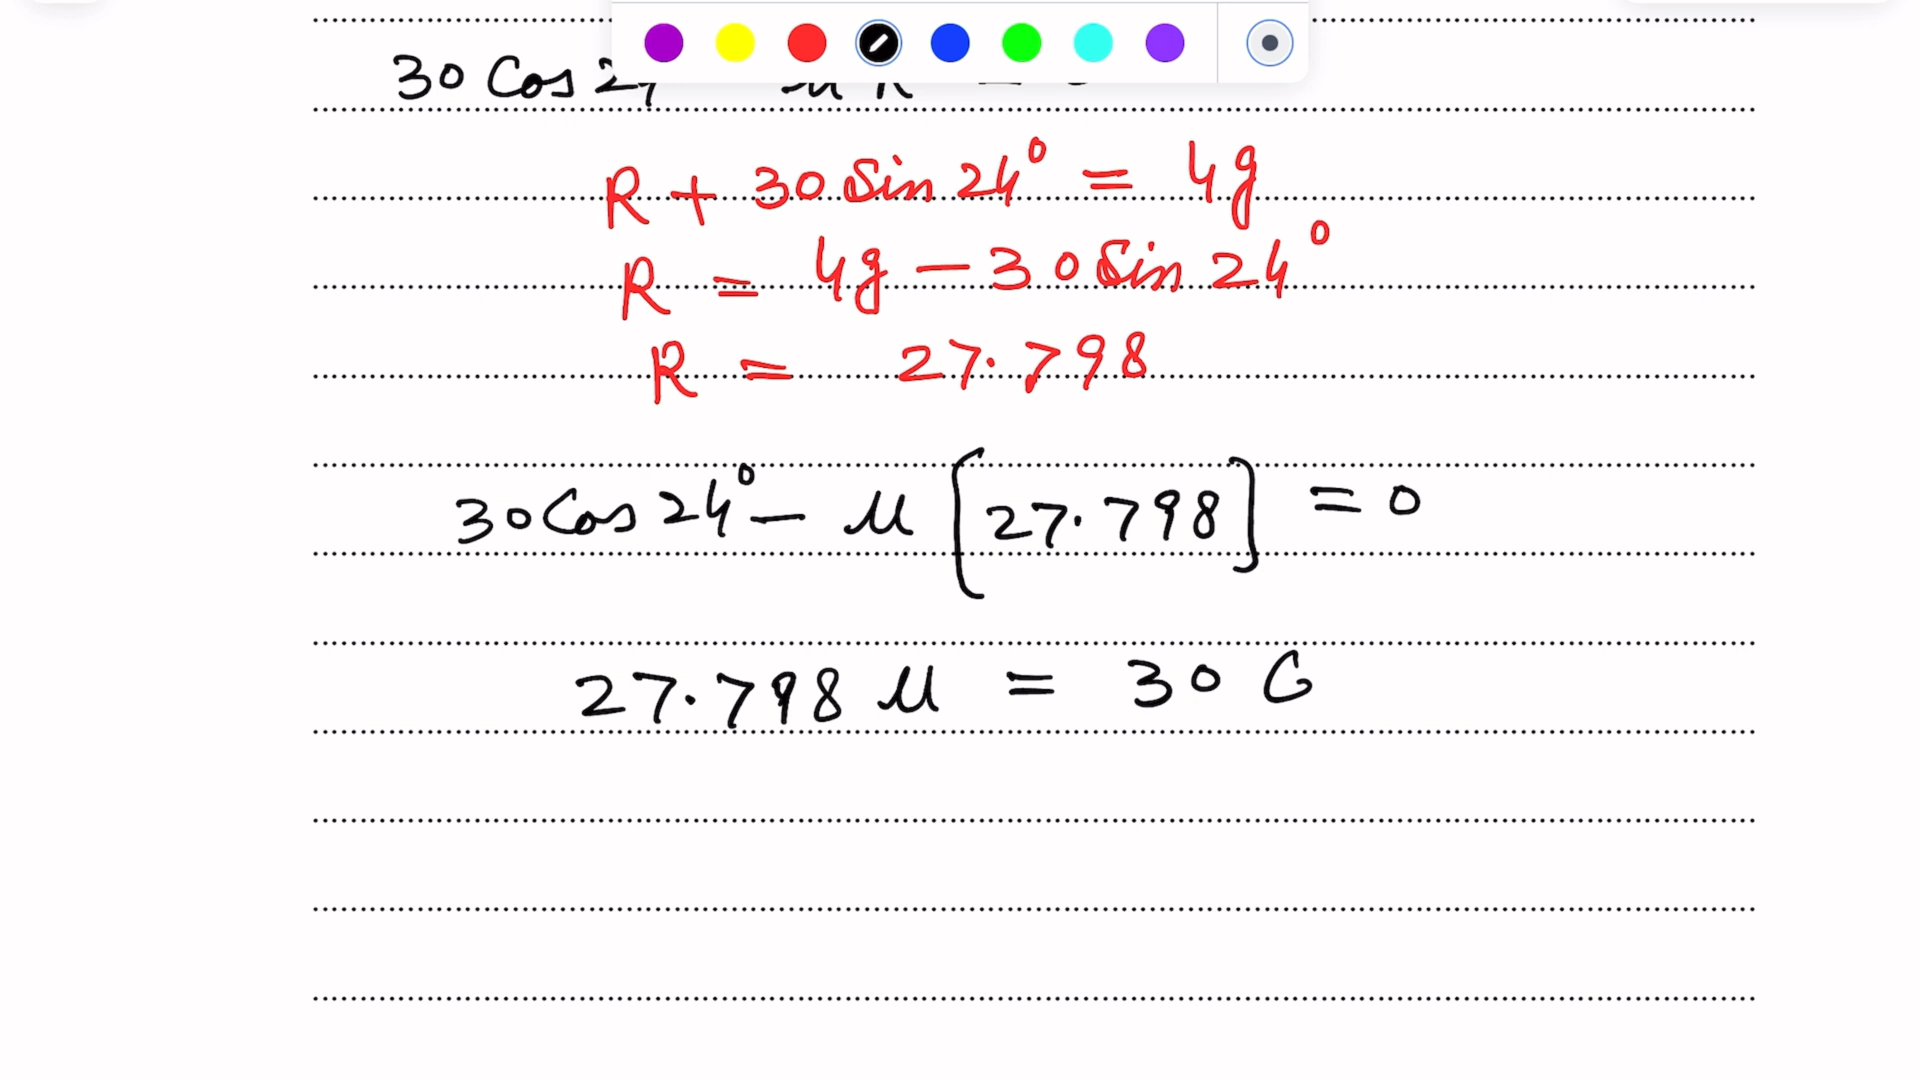 30 Cos 24
R + 30 Sin 24° = 4g
R = 4g - 30 Sin 24°
R = 27.798
30 Cos 24° - μ [27.798] = 0
27.798 μ = 30 C